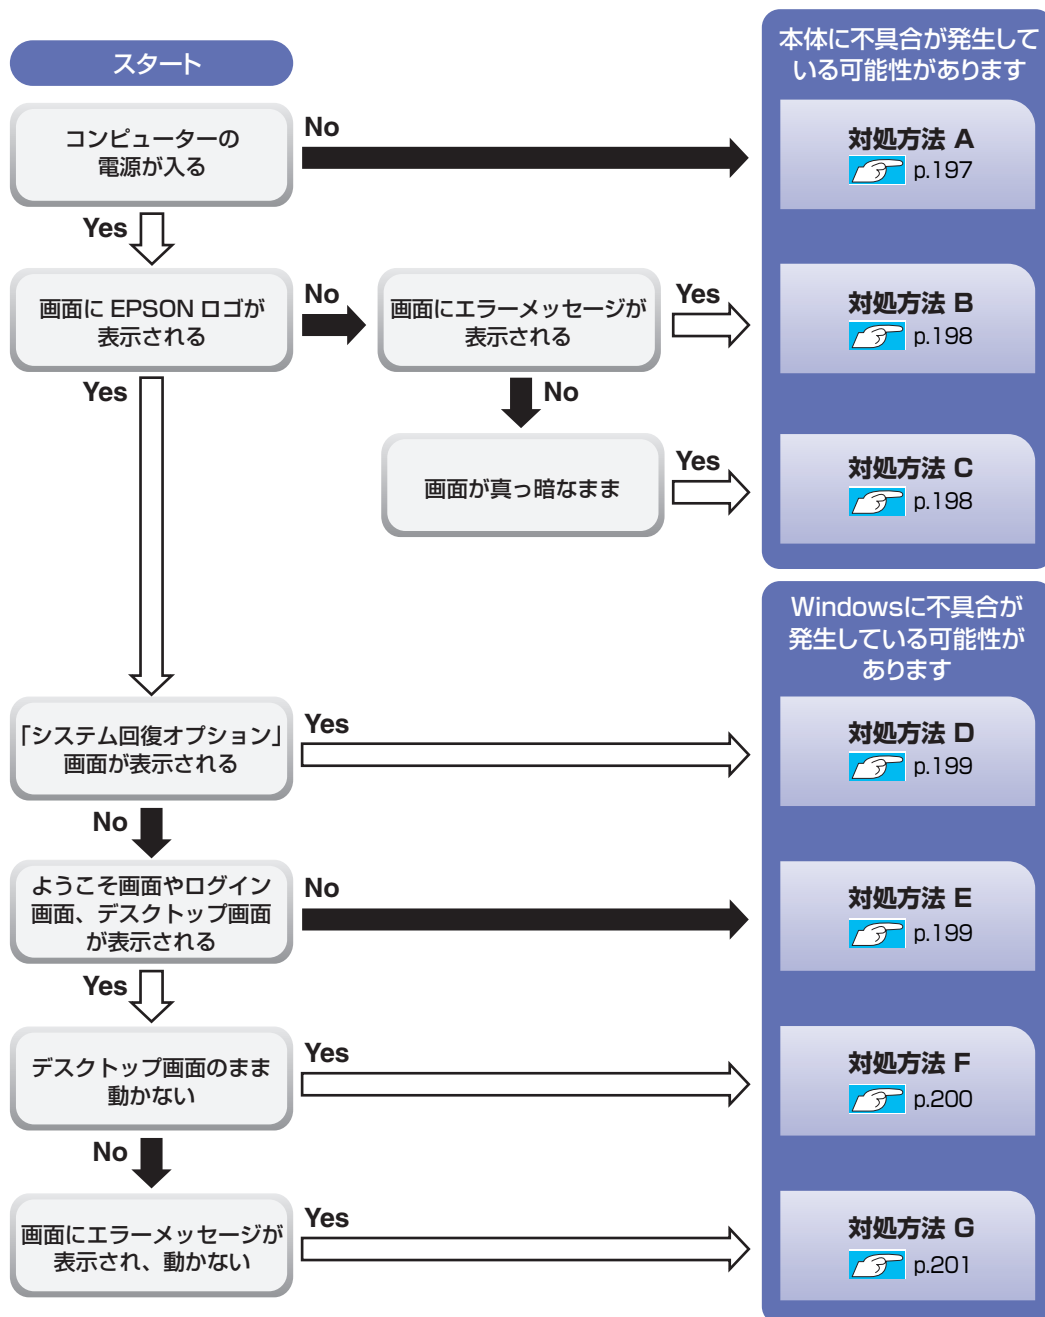 スタート
コンピューターの
電源が入る
No
本体に不具合が発生して
いる可能性があります
対処方法 A
p.197
Yes
画面に EPSON ロゴが
表示される
No
画面にエラーメッセージが
表示される
Yes
対処方法 B
p.198
Yes
No
画面が真っ暗なまま
Yes
対処方法 C
p.198
Windowsに不具合が
発生している可能性が
あります
「システム回復オプション」
画面が表示される
Yes
対処方法 D
p.199
No
ようこそ画面やログイン
画面、デスクトップ画面
が表示される
No
対処方法 E
p.199
Yes
デスクトップ画面のまま
動かない
Yes
対処方法 F
p.200
No
画面にエラーメッセージが
表示され、動かない
Yes
対処方法 G
p.201